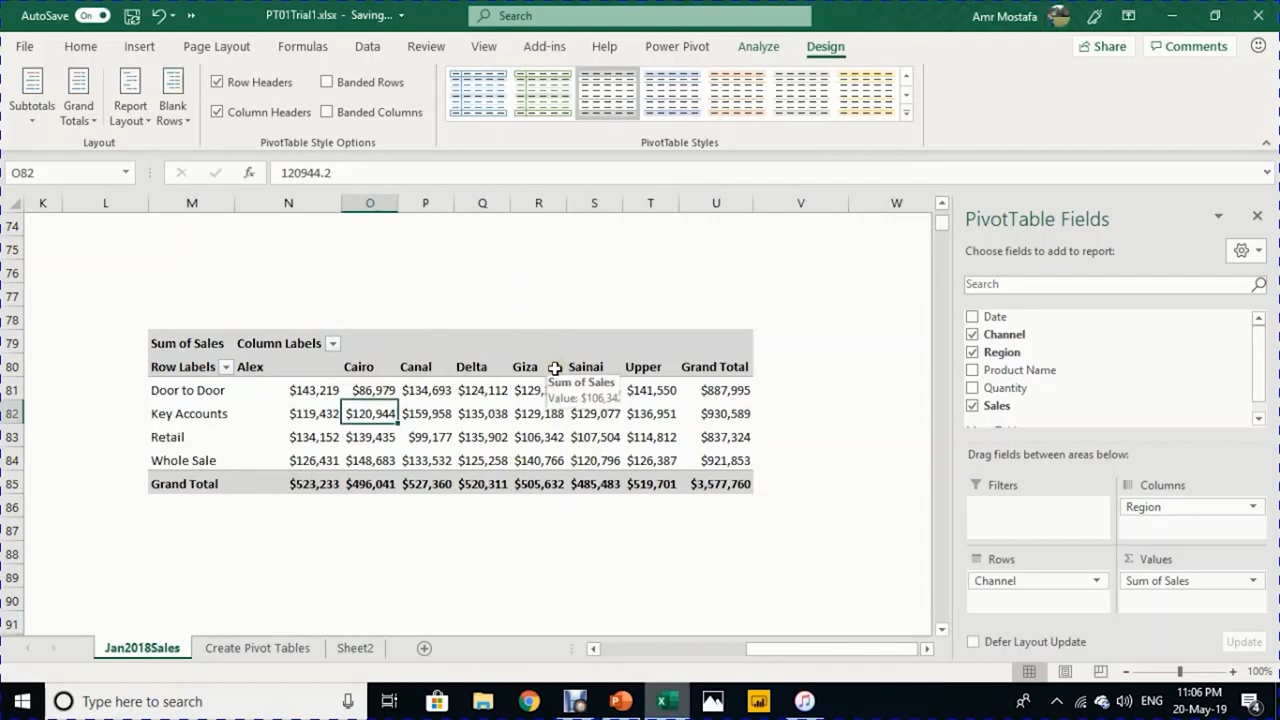 AutoSave On PT01Trial1.xlsx - Saving... Search Amr Mostafa
File Home Insert Page Layout Formulas Data Review View Add-ins Help Power Pivot Analyze Design Share Comments
Subtotals Grand Totals Report Layout Blank Rows
Row Headers Banded Rows
Column Headers Banded Columns
Layout PivotTable Style Options PivotTable Styles
O82 fx 120944.2
K L M N O P Q R S T U V W
74
75
76
77
78
79 Sum of Sales Column Labels
80 Row Labels Alex Cairo Canal Delta Giza Sainai Upper Grand Total
81 Door to Door $143,219 $86,979 $134,693 $124,112 $141,550 $887,995
82 Key Accounts $119,432 $120,944 $159,958 $135,038 $129,188 $129,077 $136,951 $930,589
83 Retail $134,152 $139,435 $99,177 $135,902 $106,342 $107,504 $114,812 $837,324
84 Whole Sale $126,431 $148,683 $133,532 $125,258 $140,766 $120,796 $126,387 $921,853
85 Grand Total $523,233 $496,041 $527,360 $520,311 $505,632 $485,483 $519,701 $3,577,760
86
87
88
89
90
91
Sum of Sales
Value:
PivotTable Fields
Choose fields to add to report:
Search
Date
Channel
Region
Product Name
Quantity
Sales
Drag fields between areas below:
Filters Columns
Region
Rows Σ Values
Channel Sum of Sales
Defer Layout Update Update
Jan2018Sales Create Pivot Tables Sheet2
100%
Type here to search ENG 11:06 PM
20-May-19 4